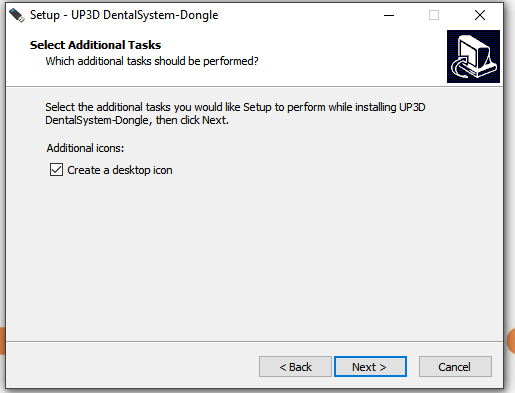 Setup - UP3D DentalSystem-Dongle
Select Additional Tasks
Which additional tasks should be performed?
Select the additional tasks you would like Setup to perform while installing UP3D
DentalSystem-Dongle, then click Next.
Additional icons:
Create a desktop icon
< Back
Next >
Cancel